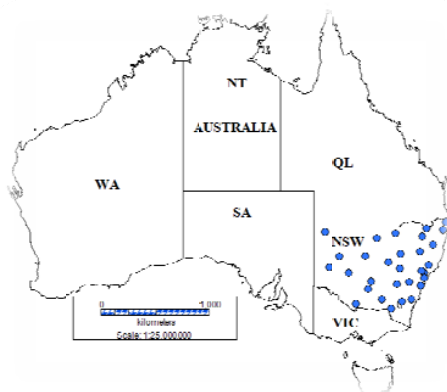 NT
AUSTRALIA
QL
WA
SA
NSW
VIC
0 1,000
kilometers
Scale: 1:25,000,000